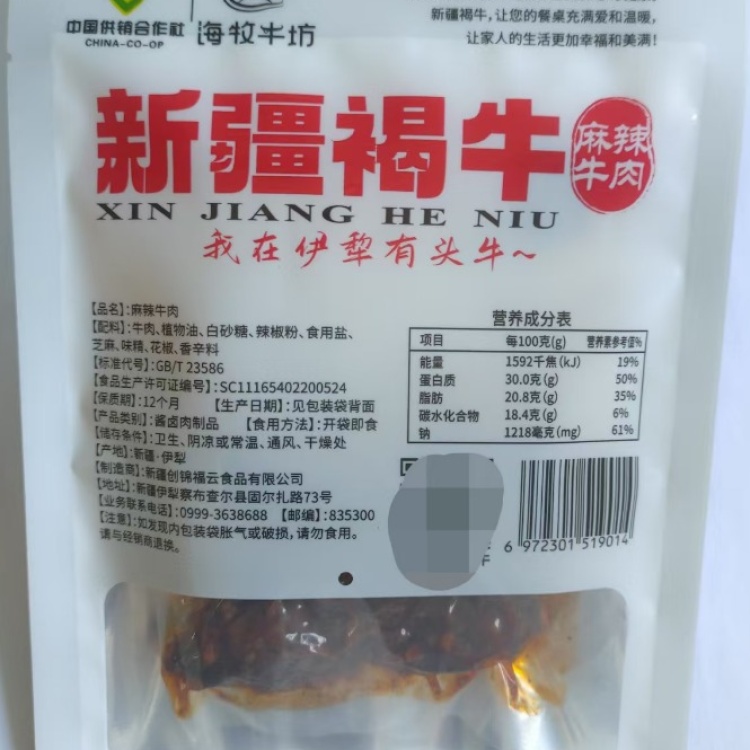 新疆褐牛,让您的餐桌充满爱和温暖,
让家人的生活更加幸福和美满!
中国供销合作社
CHINA-CO-OP
海牧牛坊
新疆褐牛
麻辣
牛肉
XIN JIANG HE NIU
我在伊犁有头牛~
【品名】:麻辣牛肉
【配料】:牛肉、植物油、白砂糖、辣椒粉、食用盐、
芝麻、味精、花椒、香辛料
【标准代号】:GB/T 23586
【食品生产许可证编号】:SC11165402200524
【保质期】:12个月 【生产日期】:见包装袋背面
【产品类别】:酱卤肉制品 【食用方法】:开袋即食
【储存条件】:卫生、阴凉或常温、通风、干燥处
【产地】:新疆·伊犁
【制造商】:新疆创锦福云食品有限公司
【地址】:新疆伊犁察布查尔县固尔扎路73号
【业务联系电话】:0999-3638688 【邮编】:835300
【注意】:如发现内包装袋胀气或破损,请勿食用。
请与经销商退换。
营养成分表
项目 每100克(g) 营养素参考值%
能量 1592千焦(kJ) 19%
蛋白质 30.0克(g) 50%
脂肪 20.8克(g) 35%
碳水化合物 18.4克(g) 6%
钠 1218毫克(mg) 61%
6 972301 519014